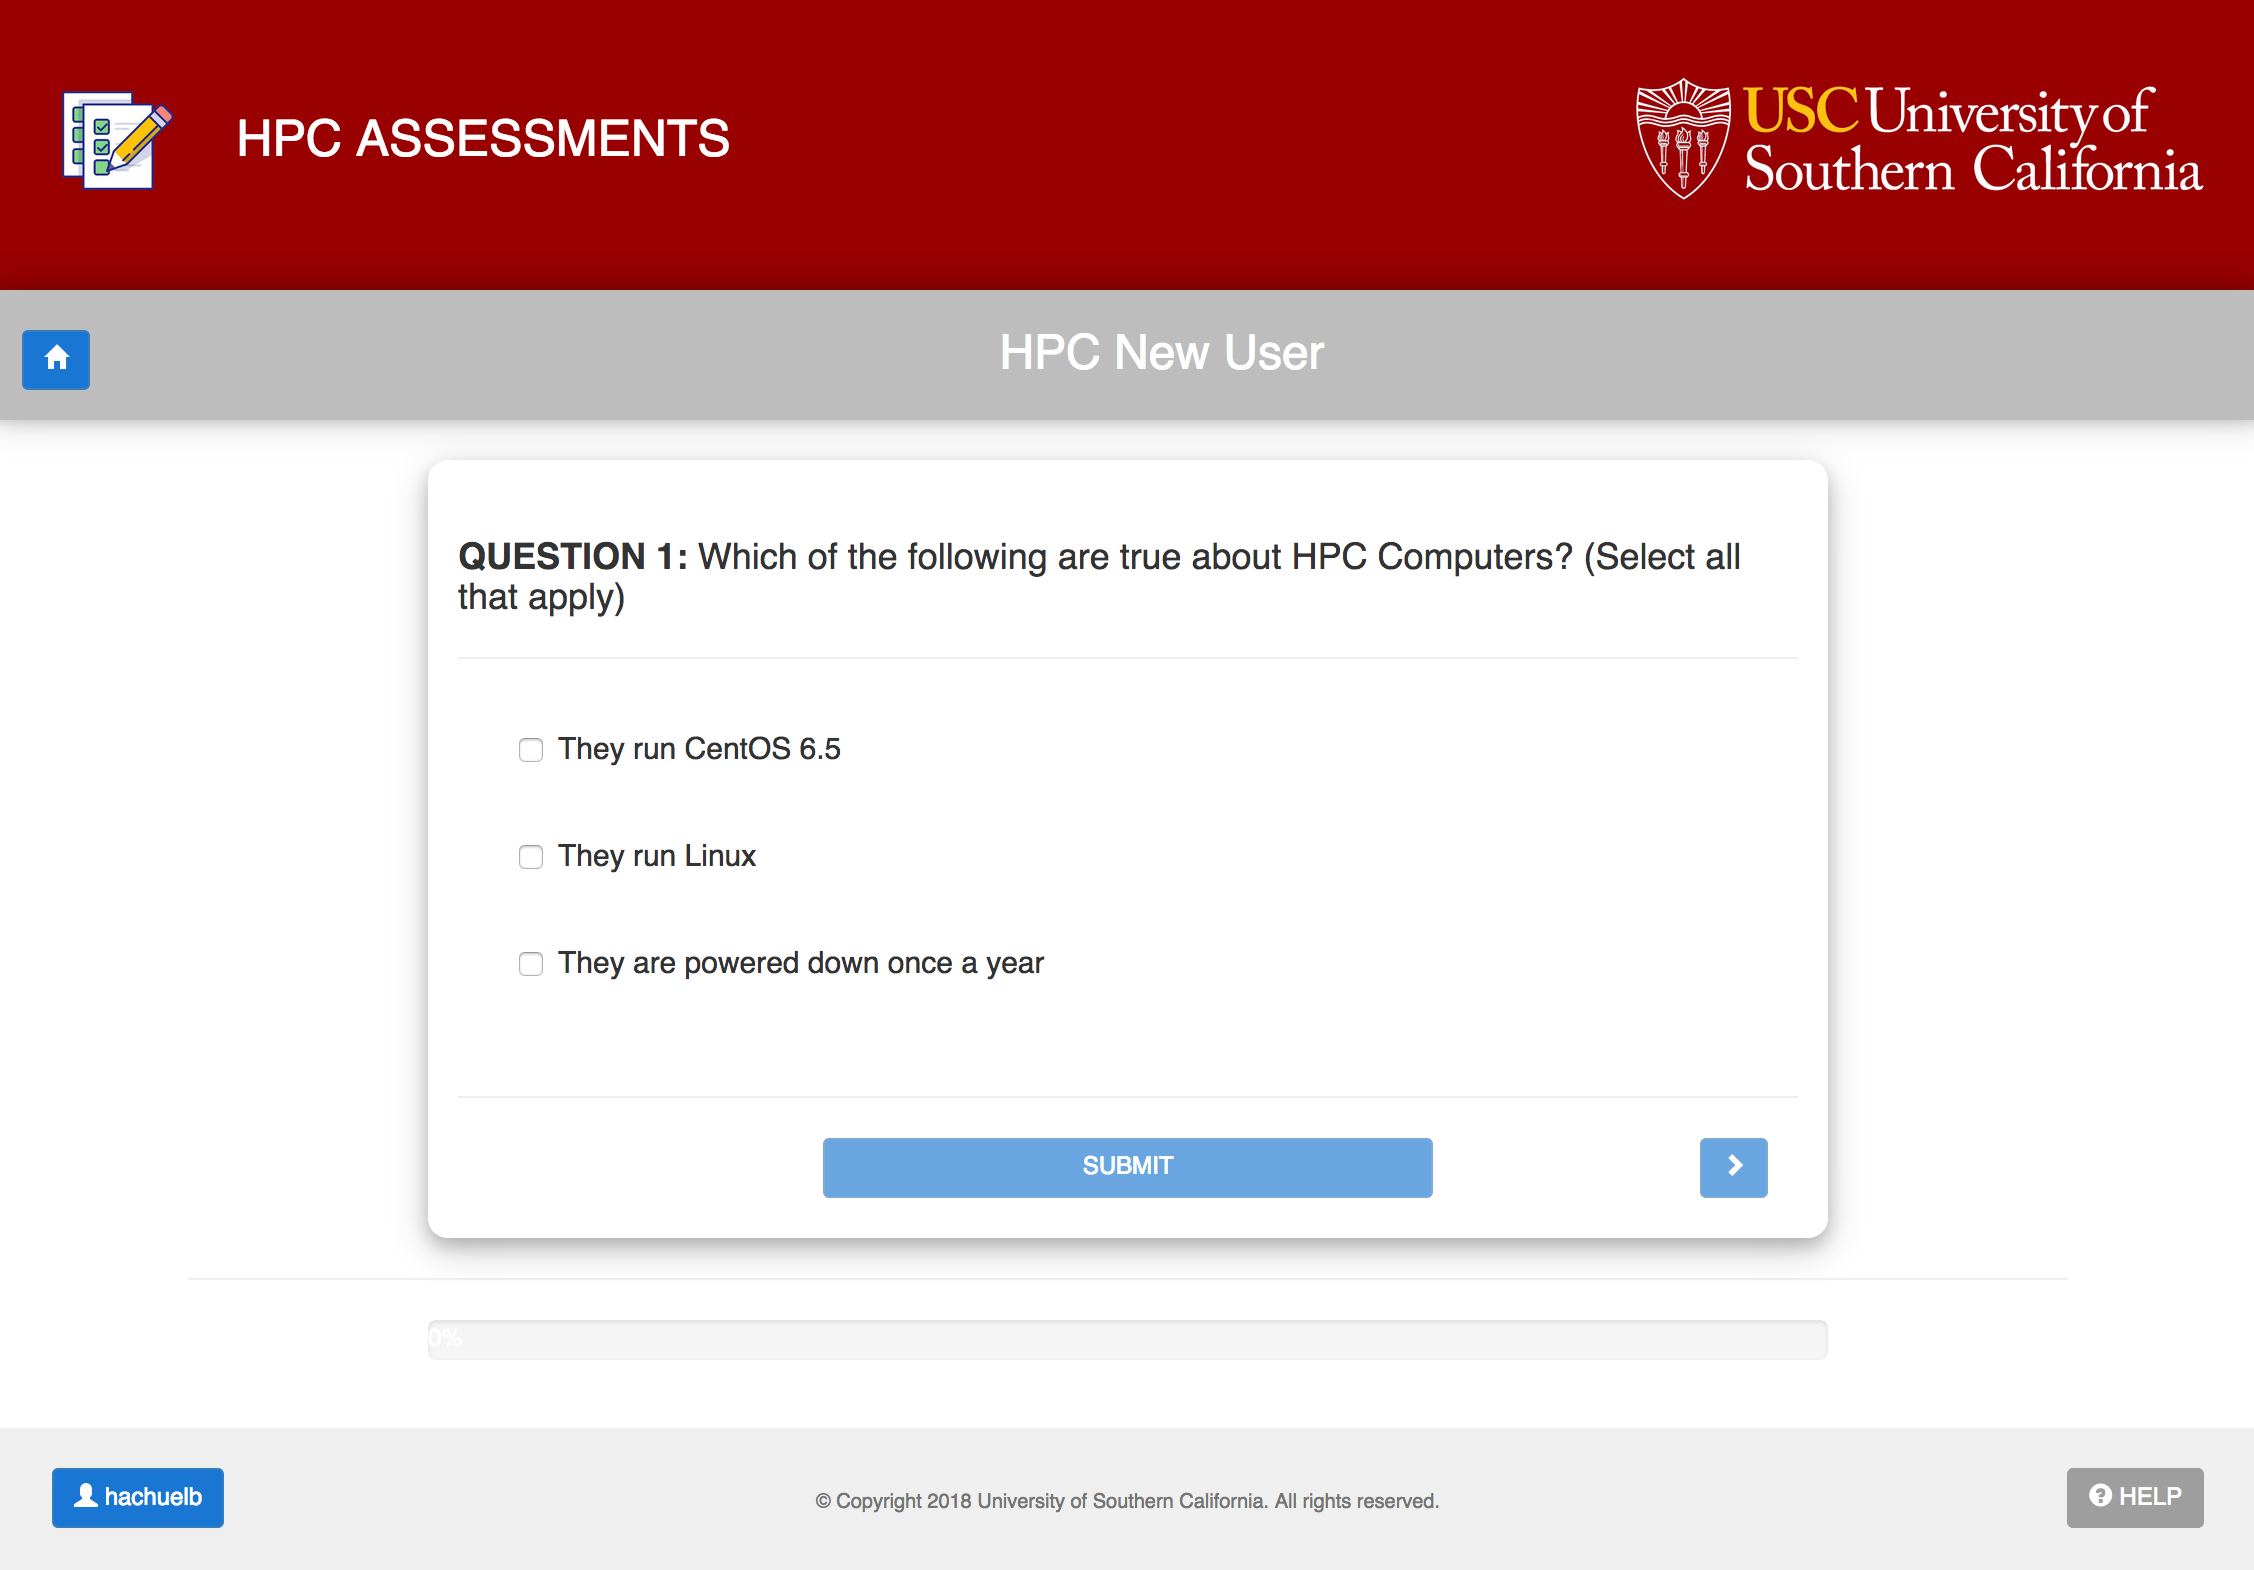 HPC ASSESSMENTS
USC University of
Southern California
HPC New User
QUESTION 1: Which of the following are true about HPC Computers? (Select all
that apply)
They run CentOS 6.5
They run Linux
They are powered down once a year
SUBMIT
0%
hachuelb
© Copyright 2018 University of Southern California. All rights reserved.
HELP